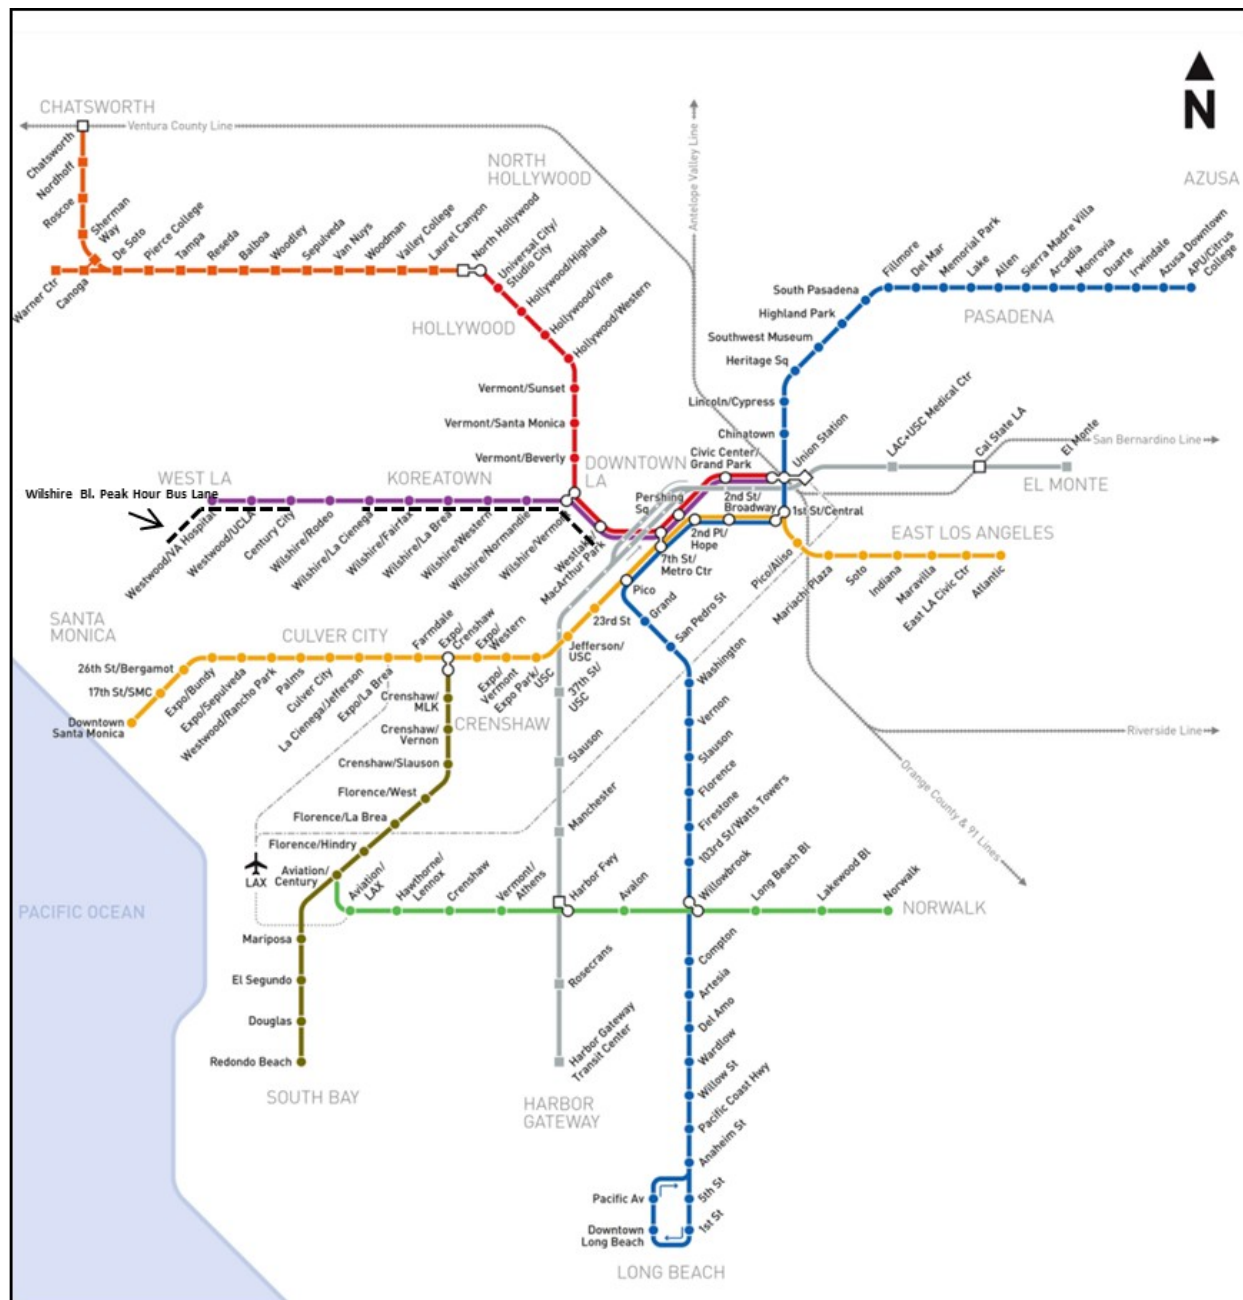 N
CHATSWORTH
Ventura County Line
Antelope Valley Line
NORTH
HOLLYWOOD
AZUSA
Chatsworth
Nordhoff
Roscoe
Sherman
Way
De Soto
Pierce College
Tampa
Reseda
Balboa
Woodley
Sepulveda
Van Nuys
Woodman
Valley College
Laurel Canyon
North Hollywood
Warner Ctr
Canoga
Universal City/
Studio City
Hollywood/Highland
Hollywood/Vine
Hollywood/Western
HOLLYWOOD
Vermont/Sunset
Vermont/Santa Monica
Vermont/Beverly
Fillmore
Del Mar
Memorial Park
Lake
Allen
Sierra Madre Villa
Arcadia
Monrovia
Duarte
Irwindale
Azusa Downtown
APU/Citrus
College
South Pasadena
Highland Park
Southwest Museum
Heritage Sq
Lincoln/Cypress
Chinatown
PASADENA
Union Station
LAC+USC Medical Ctr
Cal State LA
El Monte
San Bernardino Line
EL MONTE
WEST LA
KOREATOWN
DOWNTOWN
LA
Civic Center/
Grand Park
Pershing
Sq
2nd St/
Broadway
1st St/Central
2nd Pl/
Hope
7th St/
Metro Ctr
Wilshire Bl. Peak Hour Bus Lane
Westwood/VA Hospital
Westwood/UCLA
Century City
Wilshire/Rodeo
Wilshire/La Cienega
Wilshire/Fairfax
Wilshire/La Brea
Wilshire/Western
Wilshire/Normandie
Wilshire/Vermont
Westlake/
MacArthur Park
EAST LOS ANGELES
Pico/Aliso
Mariachi Plaza
Soto
Indiana
Maravilla
East LA Civic Ctr
Atlantic
Pico
Grand
San Pedro St
23rd St
Jefferson/
USC
37th St/
USC
SANTA
MONICA
CULVER CITY
26th St/Bergamot
17th St/SMC
Downtown
Santa Monica
Expo/Bundy
Expo/Sepulveda
Westwood/Rancho Park
Palms
Culver City
La Cienega/Jefferson
Expo/La Brea
Farmdale
Expo/
Crenshaw
Expo/
Western
Expo/
Vermont
Expo Park/
USC
Crenshaw/
MLK
Crenshaw/
Vernon
CRENSHAW
Crenshaw/Slauson
Florence/West
Florence/La Brea
Florence/Hindry
Aviation/
Century
LAX
Aviation/
LAX
Hawthorne/
Lennox
Crenshaw
Vermont/
Athens
Harbor Fwy
Avalon
Willowbrook
Long Beach Bl
Lakewood Bl
Norwalk
NORWALK
Slauson
Manchester
Rosecrans
Harbor Gateway
Transit Center
Washington
Vernon
Slauson
Florence
Firestone
103rd St/Watts Towers
Riverside Line
Orange County & 91 Lines
PACIFIC OCEAN
Mariposa
El Segundo
Douglas
Redondo Beach
SOUTH BAY
HARBOR
GATEWAY
Compton
Artesia
Del Amo
Wardlow
Willow St
Pacific Coast Hwy
Anaheim St
Pacific Av
5th St
Downtown
Long Beach
1st St
LONG BEACH